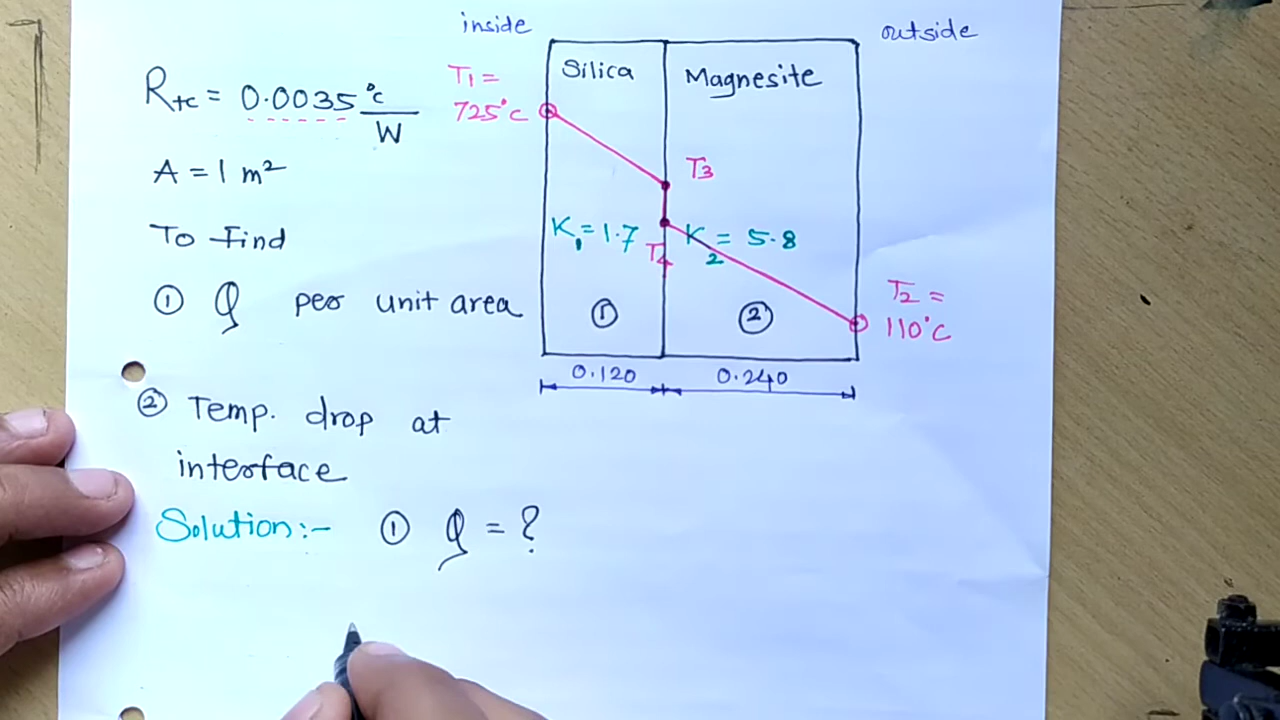 inside
outside
Silica
Magnesite
T1 =
725°C
Rtc = 0.0035 °c/W
A = 1 m²
T3
To Find
K1 = 1.7
T4
K2 = 5.8
① Q per unit area
①
②
T2 =
110°C
0.120
0.240
② Temp. drop at
interface
Solution:- ① Q = ?